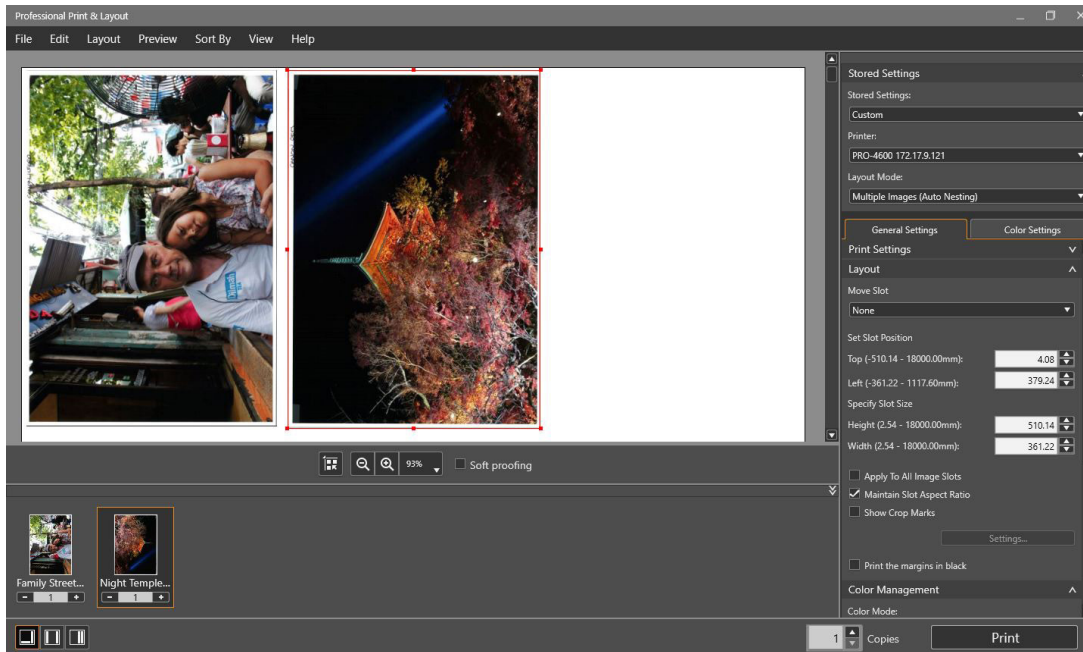 Professional Print & Layout
File Edit Layout Preview Sort By View Help
Stored Settings
Stored Settings:
Custom
Printer:
PRO-4600 172.17.9.121
Layout Mode:
Multiple Images (Auto Nesting)
General Settings Color Settings
Print Settings
Layout
Move Slot
None
Set Slot Position
Top (-510.14 - 18000.00mm): 4.08
Left (-361.22 - 1117.60mm): 379.24
Specify Slot Size
Height (2.54 - 18000.00mm): 510.14
Width (2.54 - 18000.00mm): 361.22
Apply To All Image Slots
Maintain Slot Aspect Ratio
Show Crop Marks
Settings...
Print the margins in black
Color Management
Color Mode:
Dilmah
93% Soft proofing
Family Street... Night Temple...
- 1 + - 1 +
1 Copies Print